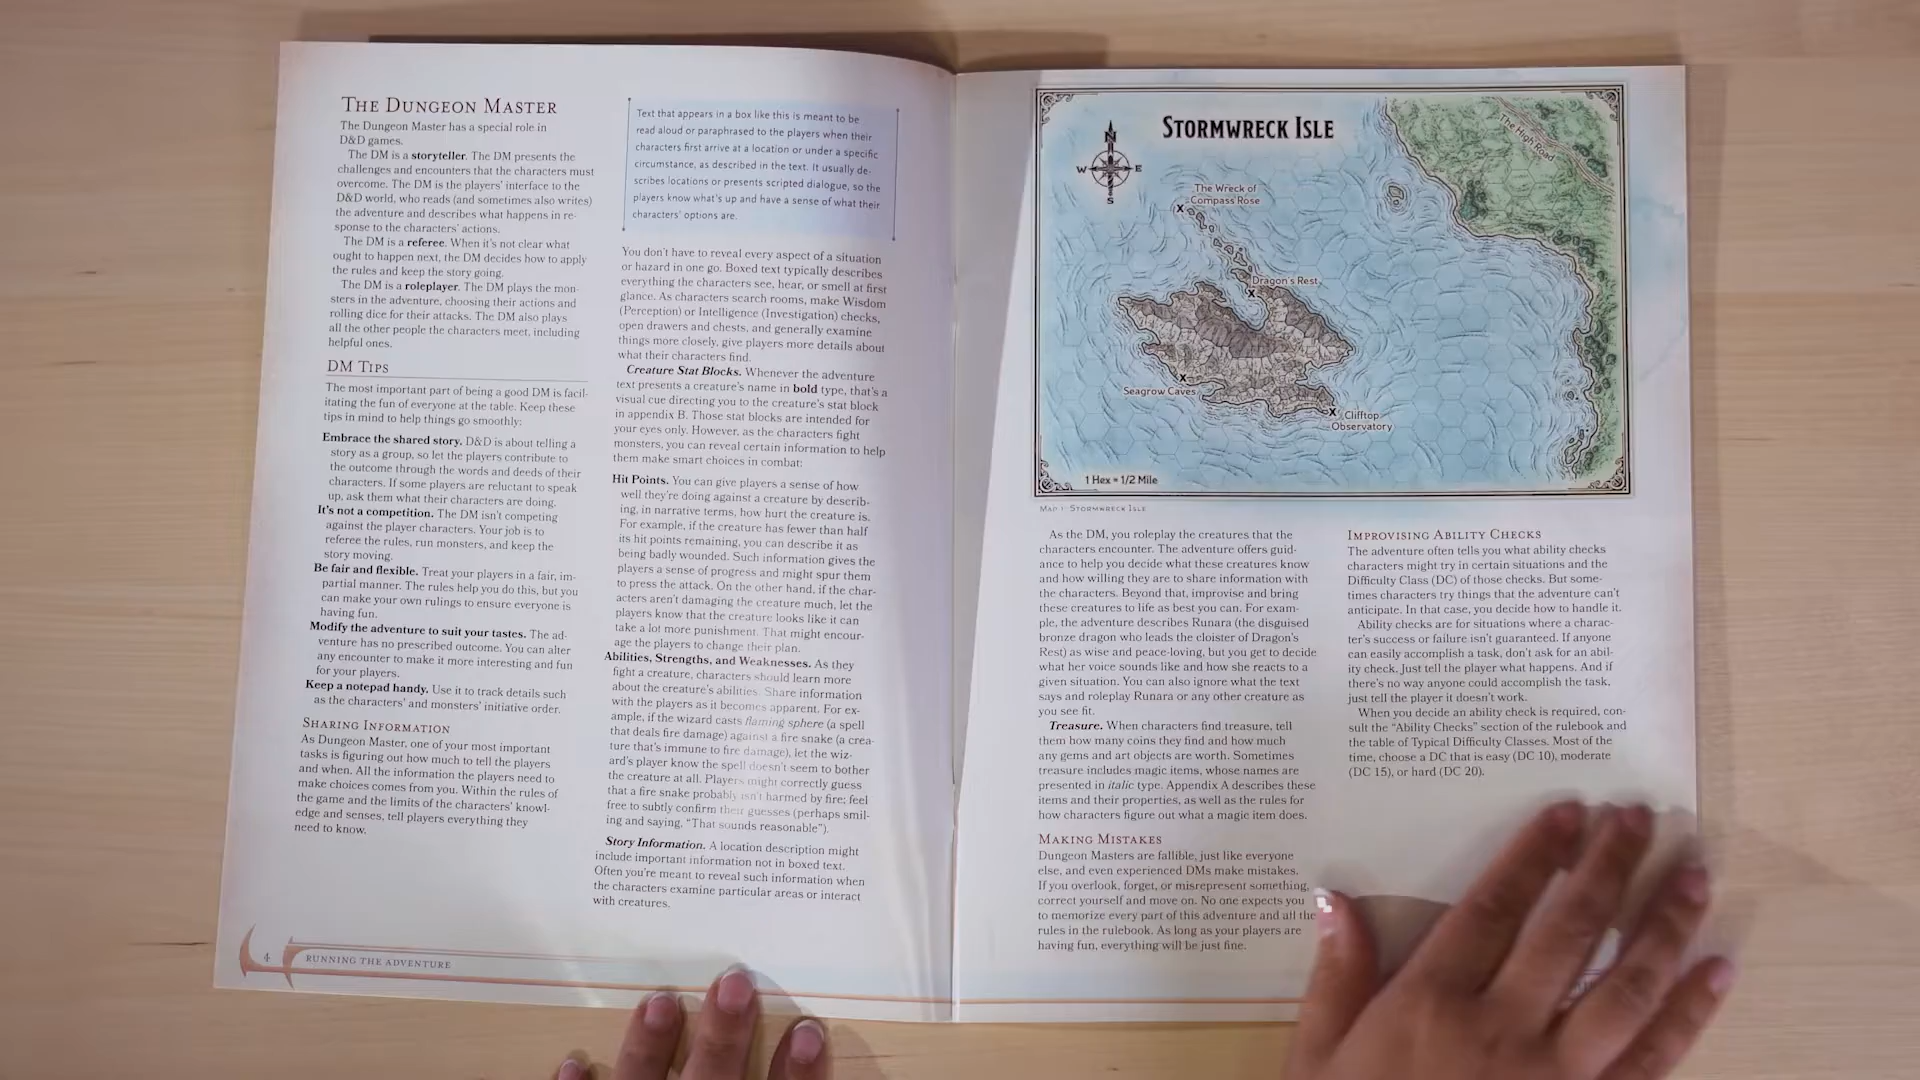 THE DUNGEON MASTER
The Dungeon Master has a special role in
D&D games.
The DM is a storyteller. The DM presents the
challenges and encounters that the characters must
overcome. The DM is the players' interface to the
D&D world, who reads (and sometimes also writes)
the adventure and describes what happens in re-
sponse to the characters' actions.
The DM is a referee. When it's not clear what
ought to happen next, the DM decides how to apply
the rules and keep the story going.
The DM is a roleplayer. The DM plays the mon-
sters in the adventure, choosing their actions and
rolling dice for their attacks. The DM also plays
all the other people the characters meet, including
helpful ones.
DM TIPS
The most important part of being a good DM is facil-
itating the fun of everyone at the table. Keep these
tips in mind to help things go smoothly:
Embrace the shared story. D&D is about telling a
story as a group, so let the players contribute to
the outcome through the words and deeds of their
characters. If some players are reluctant to speak
up, ask them what their characters are doing.
It's not a competition. The DM isn't competing
against the player characters. Your job is to
referee the rules, run monsters, and keep the
story moving.
Be fair and flexible. Treat your players in a fair, im-
partial manner. The rules help you do this, but you
can make your own rulings to ensure everyone is
having fun.
Modify the adventure to suit your tastes. The ad-
venture has no prescribed outcome. You can alter
any encounter to make it more interesting and fun
for your players.
Keep a notepad handy. Use it to track details such
as the characters' and monsters' initiative order.
SHARING INFORMATION
As Dungeon Master, one of your most important
tasks is figuring out how much to tell the players
and when. All the information the players need to
make choices comes from you. Within the rules of
the game and the limits of the characters' knowl-
edge and senses, tell players everything they
need to know.
4
RUNNING THE ADVENTURE
Text that appears in a box like this is meant to be
read aloud or paraphrased to the players when their
characters first arrive at a location or under a specific
circumstance, as described in the text. It usually de-
scribes locations or presents scripted dialogue, so the
players know what's up and have a sense of what their
characters' options are.
You don't have to reveal every aspect of a situation
or hazard in one go. Boxed text typically describes
everything the characters see, hear, or smell at first
glance. As characters search rooms, make Wisdom
(Perception) or Intelligence (Investigation) checks,
open drawers and chests, and generally examine
things more closely, give players more details about
what their characters find.
Creature Stat Blocks. Whenever the adventure
text presents a creature's name in bold type, that's a
visual cue directing you to the creature's stat block
in appendix B. Those stat blocks are intended for
your eyes only. However, as the characters fight
monsters, you can reveal certain information to help
them make smart choices in combat:
Hit Points. You can give players a sense of how
well they're doing against a creature by describ-
ing, in narrative terms, how hurt the creature is.
For example, if the creature has fewer than half
its hit points remaining, you can describe it as
being badly wounded. Such information gives the
players a sense of progress and might spur them
to press the attack. On the other hand, if the char-
acters aren't damaging the creature much, let the
players know that the creature looks like it can
take a lot more punishment. That might encour-
age the players to change their plan.
Abilities, Strengths, and Weaknesses. As they
fight a creature, characters should learn more
about the creature's abilities. Share information
with the players as it becomes apparent. For ex-
ample, if the wizard casts flaming sphere (a spell
that deals fire damage) against a fire snake (a crea-
ture that's immune to fire damage), let the wiz-
ard's player know the spell doesn't seem to bother
the creature at all. Players might correctly guess
that a fire snake probably isn't harmed by fire; feel
free to subtly confirm their guesses (perhaps smil-
ing and saying, "That sounds reasonable").
Story Information. A location description might
include important information not in boxed text.
Often you're meant to reveal such information when
the characters examine particular areas or interact
with creatures.
STORMWRECK ISLE
The High Road
N
W
E
S
The Wreck of
Compass Rose
X
Dragon's Rest
X
X
Seagrow Caves
X
Clifftop
Observatory
1 Hex = 1/2 Mile
MAP 1: STORMWRECK ISLE
As the DM, you roleplay the creatures that the
characters encounter. The adventure offers guid-
ance to help you decide what these creatures know
and how willing they are to share information with
the characters. Beyond that, improvise and bring
these creatures to life as best you can. For exam-
ple, the adventure describes Runara (the disguised
bronze dragon who leads the cloister of Dragon's
Rest) as wise and peace-loving, but you get to decide
what her voice sounds like and how she reacts to a
given situation. You can also ignore what the text
says and roleplay Runara or any other creature as
you see fit.
Treasure. When characters find treasure, tell
them how many coins they find and how much
any gems and art objects are worth. Sometimes
treasure includes magic items, whose names are
presented in italic type. Appendix A describes these
items and their properties, as well as the rules for
how characters figure out what a magic item does.
MAKING MISTAKES
Dungeon Masters are fallible, just like everyone
else, and even experienced DMs make mistakes.
If you overlook, forget, or misrepresent something,
correct yourself and move on. No one expects you
to memorize every part of this adventure and all the
rules in the rulebook. As long as your players are
having fun, everything will be just fine.
IMPROVISING ABILITY CHECKS
The adventure often tells you what ability checks
characters might try in certain situations and the
Difficulty Class (DC) of those checks. But some-
times characters try things that the adventure can't
anticipate. In that case, you decide how to handle it.
Ability checks are for situations where a charac-
ter's success or failure isn't guaranteed. If anyone
can easily accomplish a task, don't ask for an abil-
ity check. Just tell the player what happens. And if
there's no way anyone could accomplish the task,
just tell the player it doesn't work.
When you decide an ability check is required, con-
sult the "Ability Checks" section of the rulebook and
the table of Typical Difficulty Classes. Most of the
time, choose a DC that is easy (DC 10), moderate
(DC 15), or hard (DC 20).